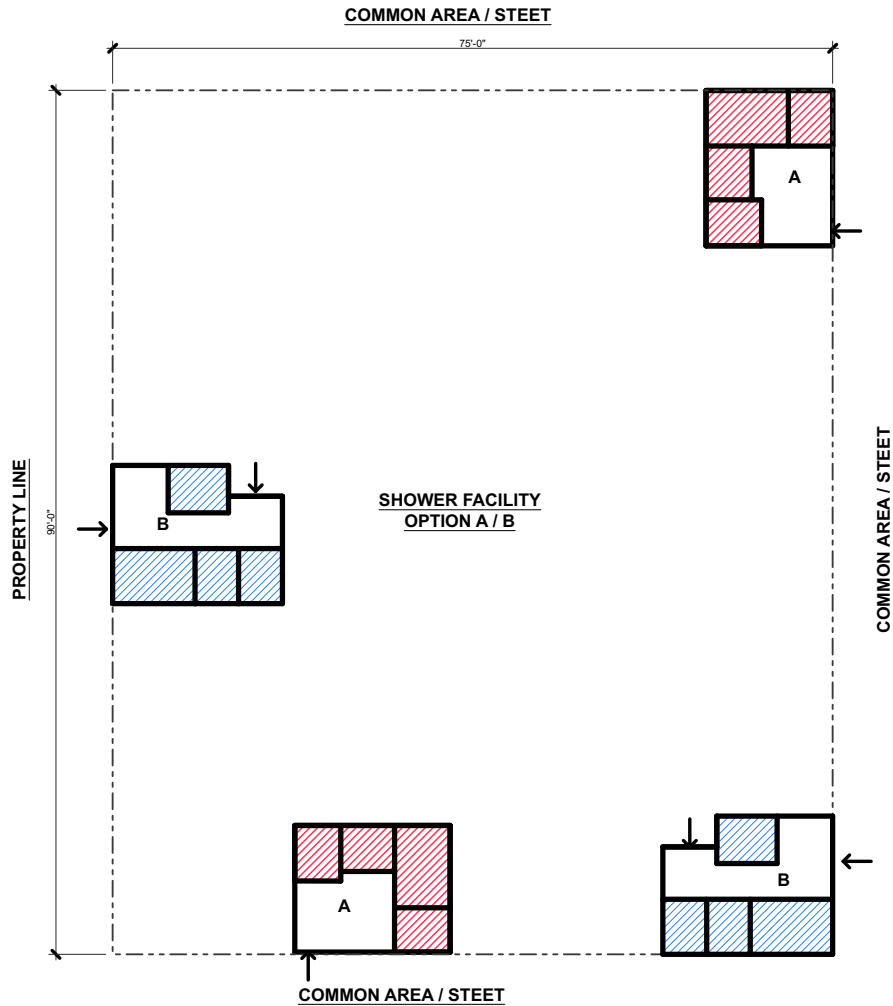 COMMON AREA / STEET
75'-0"
A
PROPERTY LINE
90'-0"
B
SHOWER FACILITY
OPTION A / B
COMMON AREA / STEET
A
B
COMMON AREA / STEET